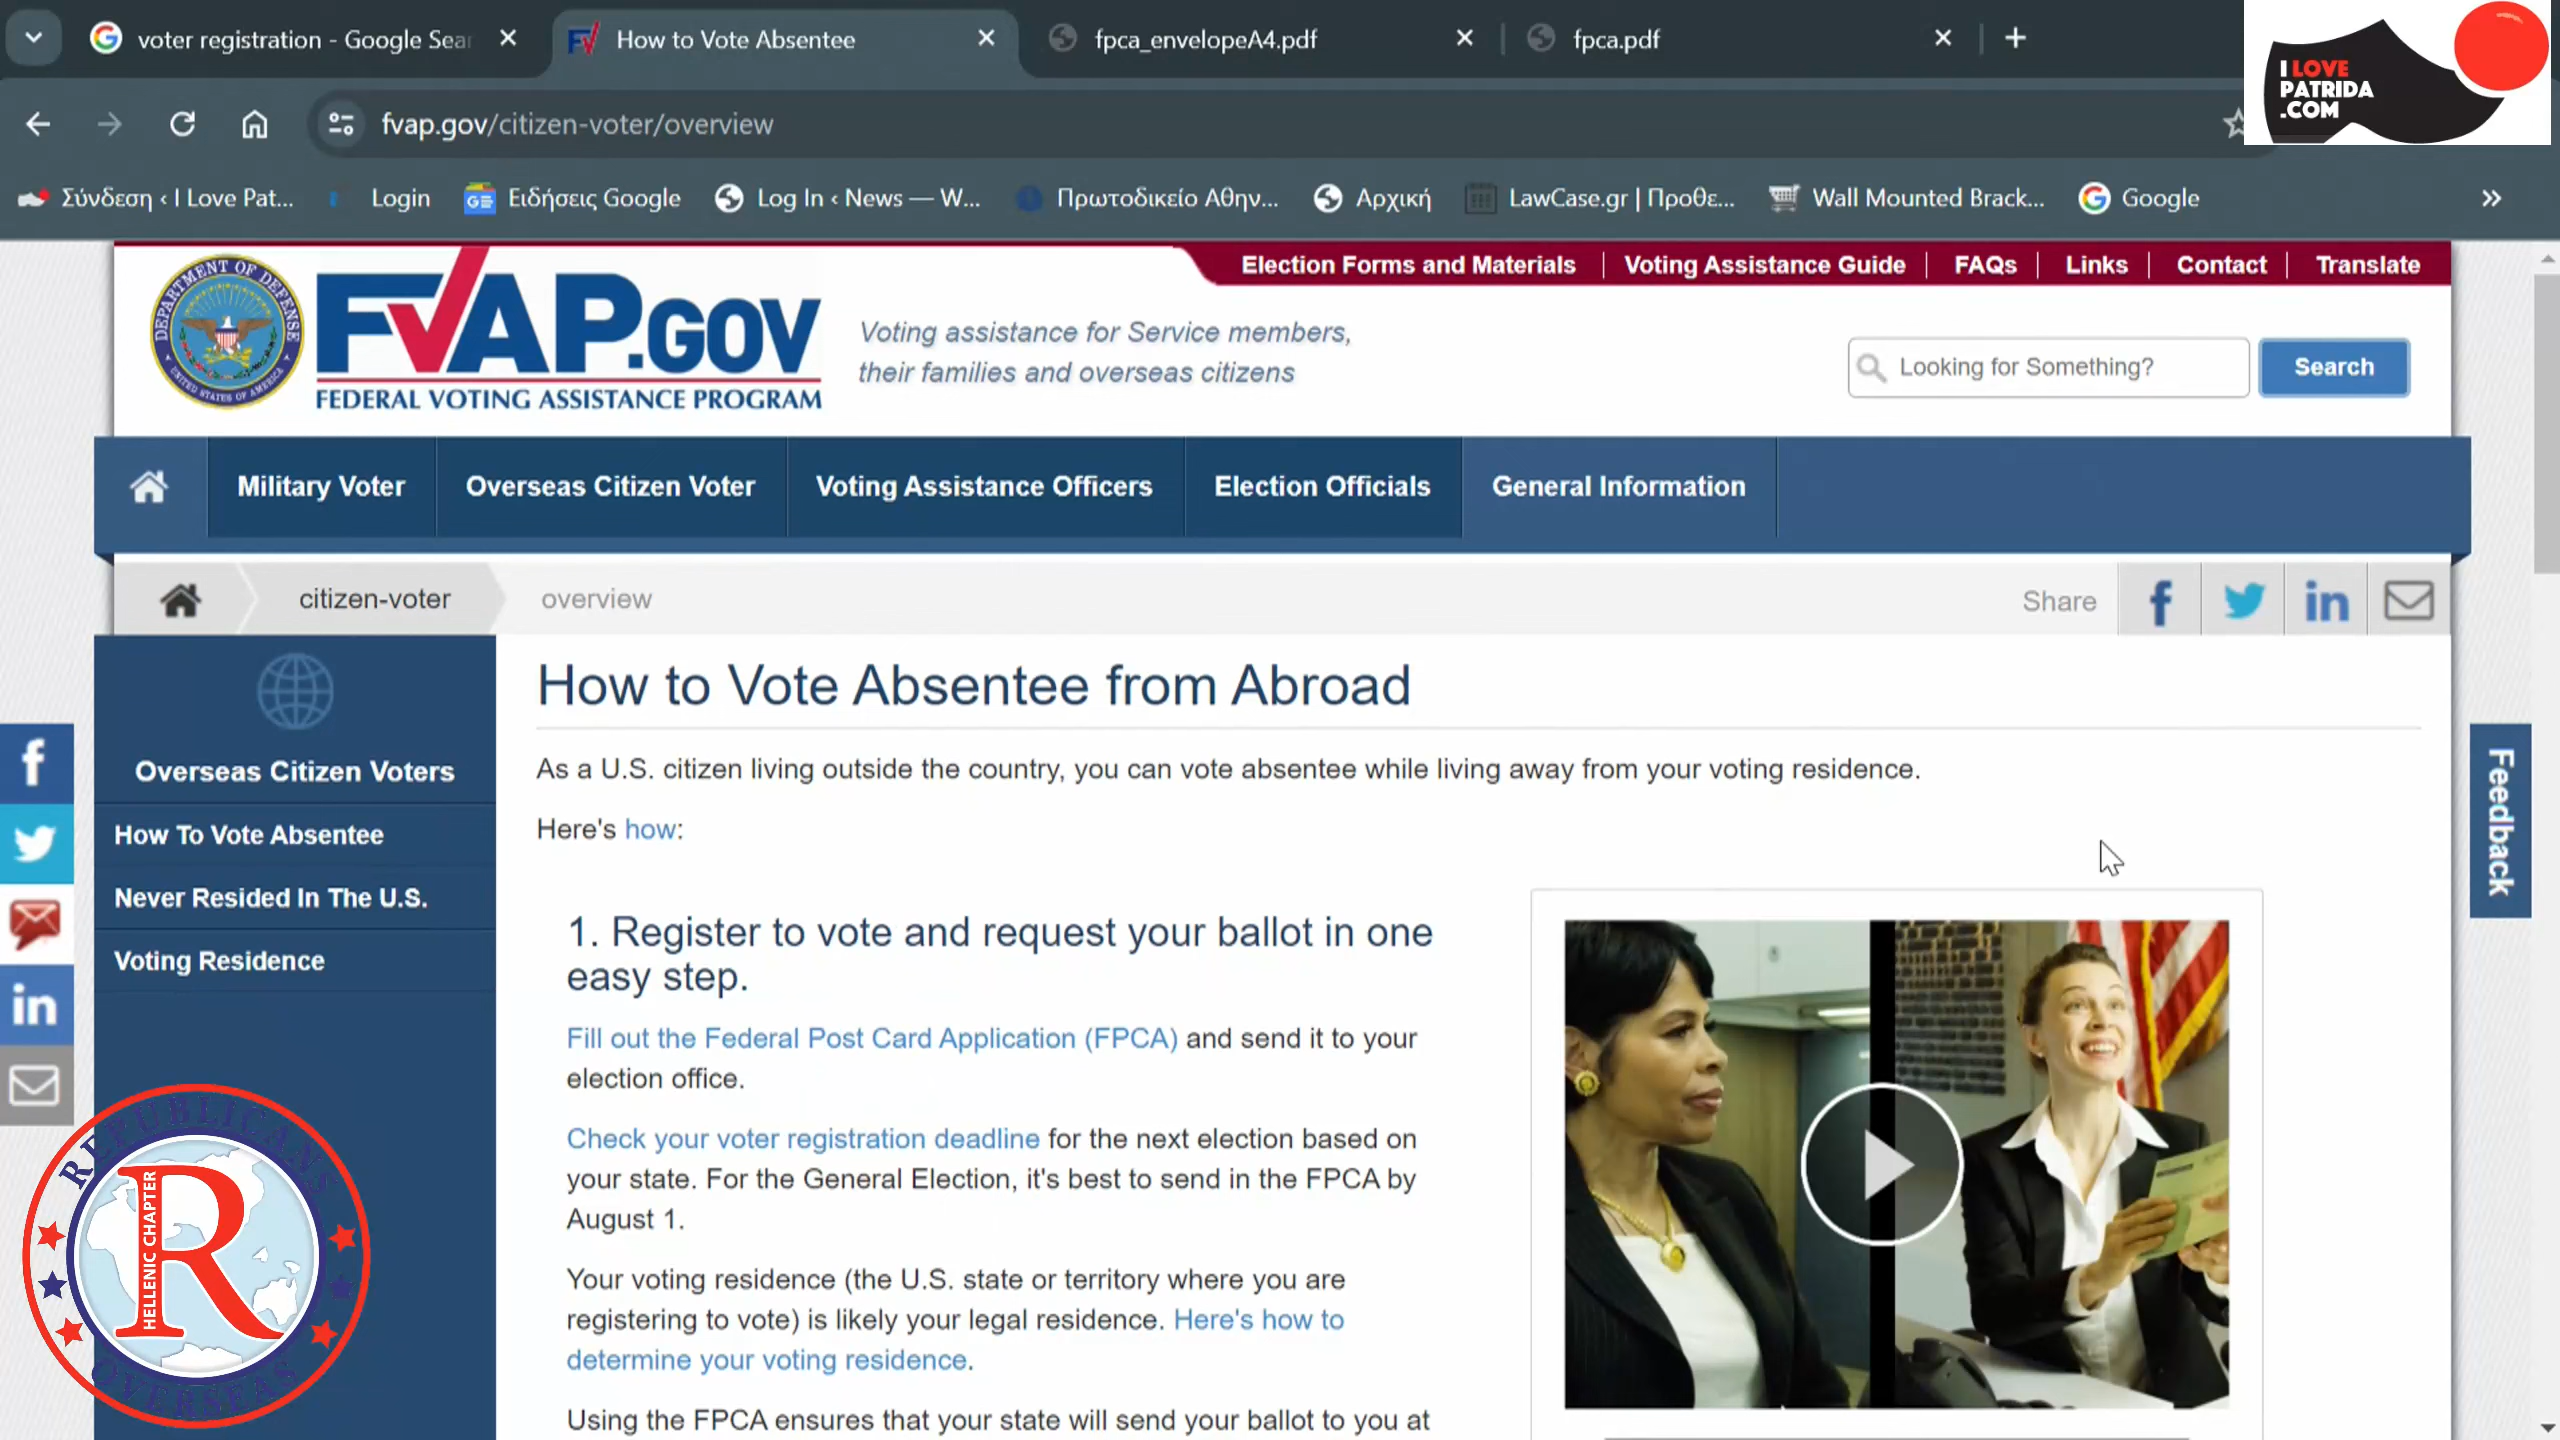 voter registration - Google Sear
How to Vote Absentee
fpca_envelopeA4.pdf
fpca.pdf
I LOVE
PATRIDA
.COM
fvap.gov/citizen-voter/overview
Σύνδεση ‹ I Love Pat...
Login
Ειδήσεις Google
Log In ‹ News — W...
Πρωτοδικείο Αθην...
Αρχική
LawCase.gr | Προθε...
Wall Mounted Brack...
Google
Election Forms and Materials
Voting Assistance Guide
FAQs
Links
Contact
Translate
DEPARTMENT OF DEFENSE
UNITED STATES OF AMERICA
FVAP.GOV
FEDERAL VOTING ASSISTANCE PROGRAM
Voting assistance for Service members,
their families and overseas citizens
Looking for Something?
Search
Military Voter
Overseas Citizen Voter
Voting Assistance Officers
Election Officials
General Information
citizen-voter
overview
Share
Overseas Citizen Voters
How To Vote Absentee
Never Resided In The U.S.
Voting Residence
How to Vote Absentee from Abroad
As a U.S. citizen living outside the country, you can vote absentee while living away from your voting residence.
Here's how:
1. Register to vote and request your ballot in one
easy step.
Fill out the Federal Post Card Application (FPCA) and send it to your
election office.
Check your voter registration deadline for the next election based on
your state. For the General Election, it's best to send in the FPCA by
August 1.
Your voting residence (the U.S. state or territory where you are
registering to vote) is likely your legal residence. Here's how to
determine your voting residence.
Using the FPCA ensures that your state will send your ballot to you at
Feedback
REPUBLICANS
R
HELLENIC CHAPTER
OVERSEAS